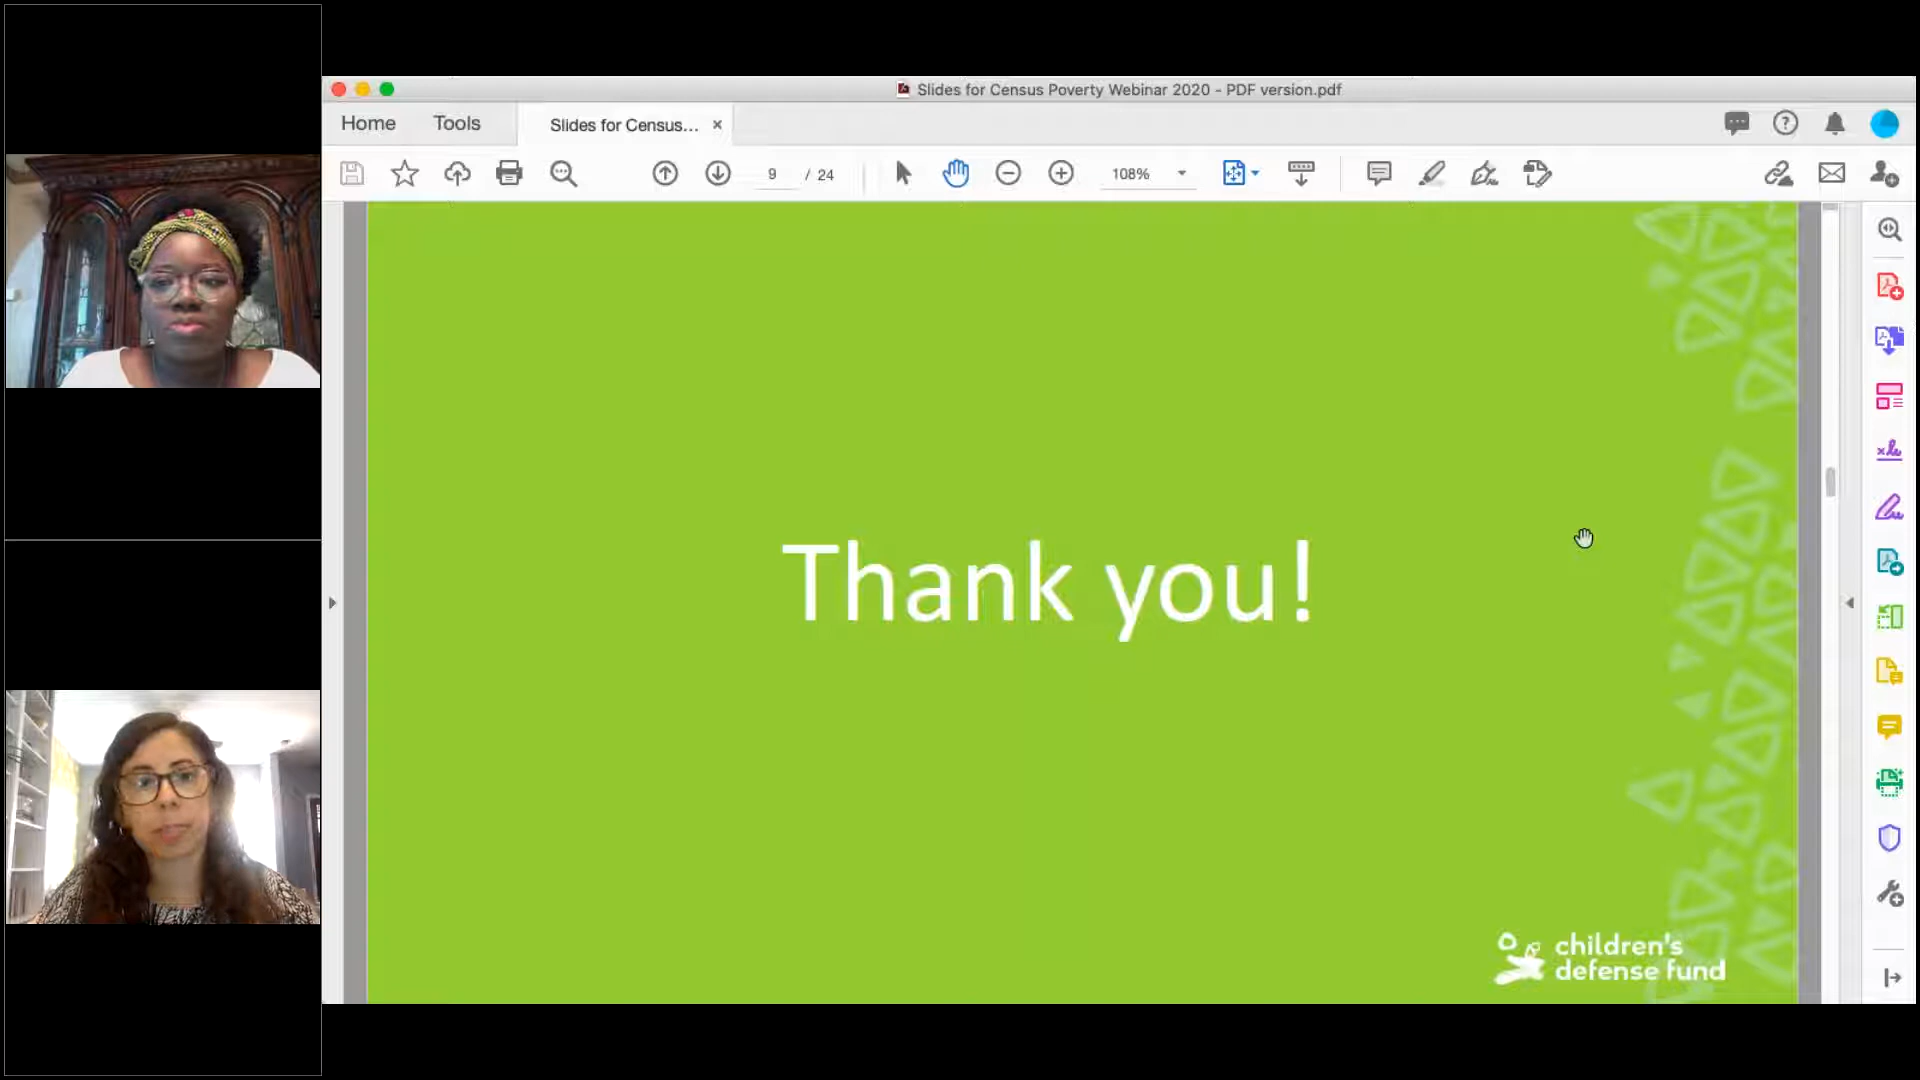 Slides for Census Poverty Webinar 2020 - PDF version.pdf
Home Tools Slides for Census... ×
9 / 24 108%
Thank you!
children's
defense fund